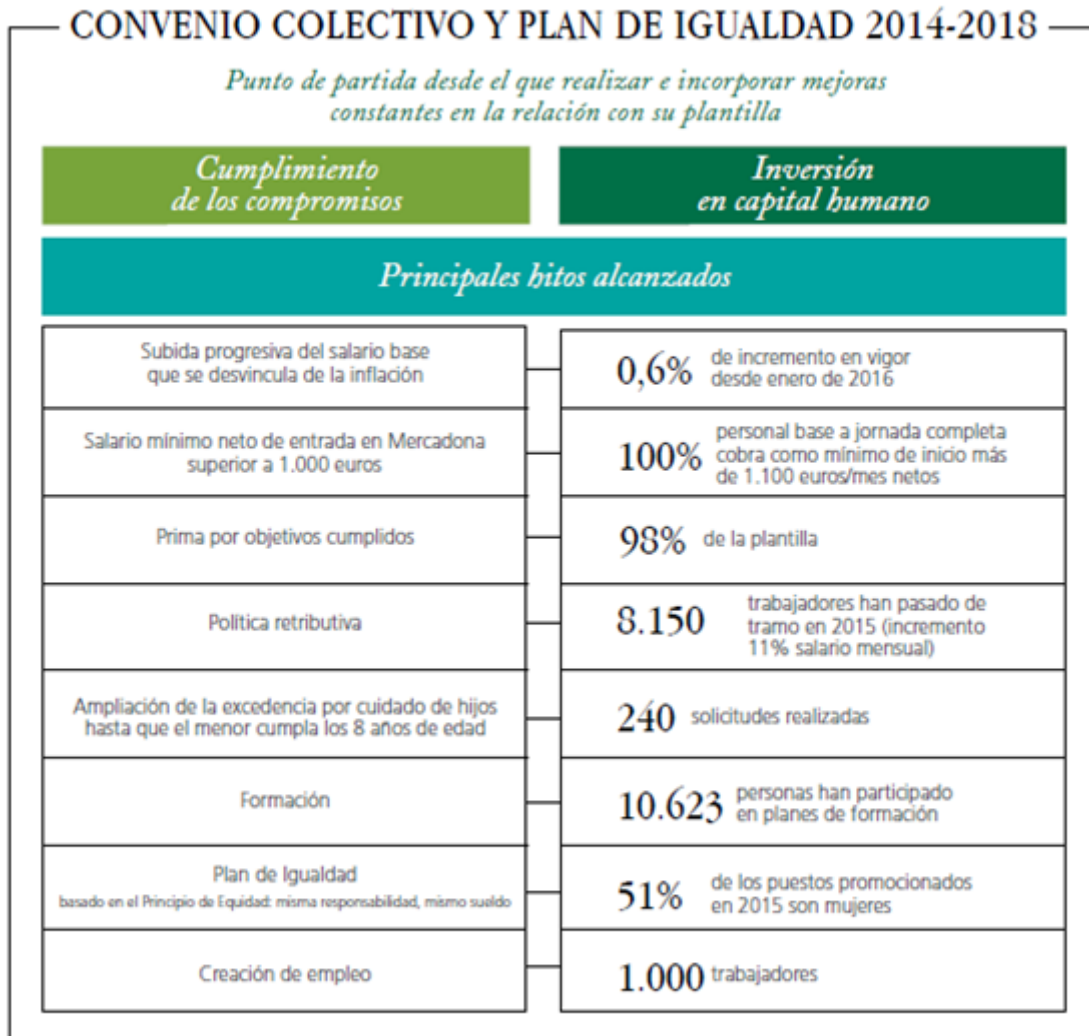 CONVENIO COLECTIVO Y PLAN DE IGUALDAD 2014-2018
Punto de partida desde el que realizar e incorporar mejoras
constantes en la relación con su plantilla
Cumplimiento
de los compromisos
Inversión
en capital humano
Principales hitos alcanzados
Subida progresiva del salario base
que se desvincula de la inflación
0,6% de incremento en vigor
desde enero de 2016
Salario mínimo neto de entrada en Mercadona
superior a 1.000 euros
100% personal base a jornada completa
cobra como mínimo de inicio más
de 1.100 euros/mes netos
Prima por objetivos cumplidos
98% de la plantilla
Política retributiva
8.150 trabajadores han pasado de
tramo en 2015 (incremento
11% salario mensual)
Ampliación de la excedencia por cuidado de hijos
hasta que el menor cumpla los 8 años de edad
240 solicitudes realizadas
Formación
10.623 personas han participado
en planes de formación
Plan de Igualdad
basado en el Principio de Equidad: misma responsabilidad, mismo sueldo
51% de los puestos promocionados
en 2015 son mujeres
Creación de empleo
1.000 trabajadores